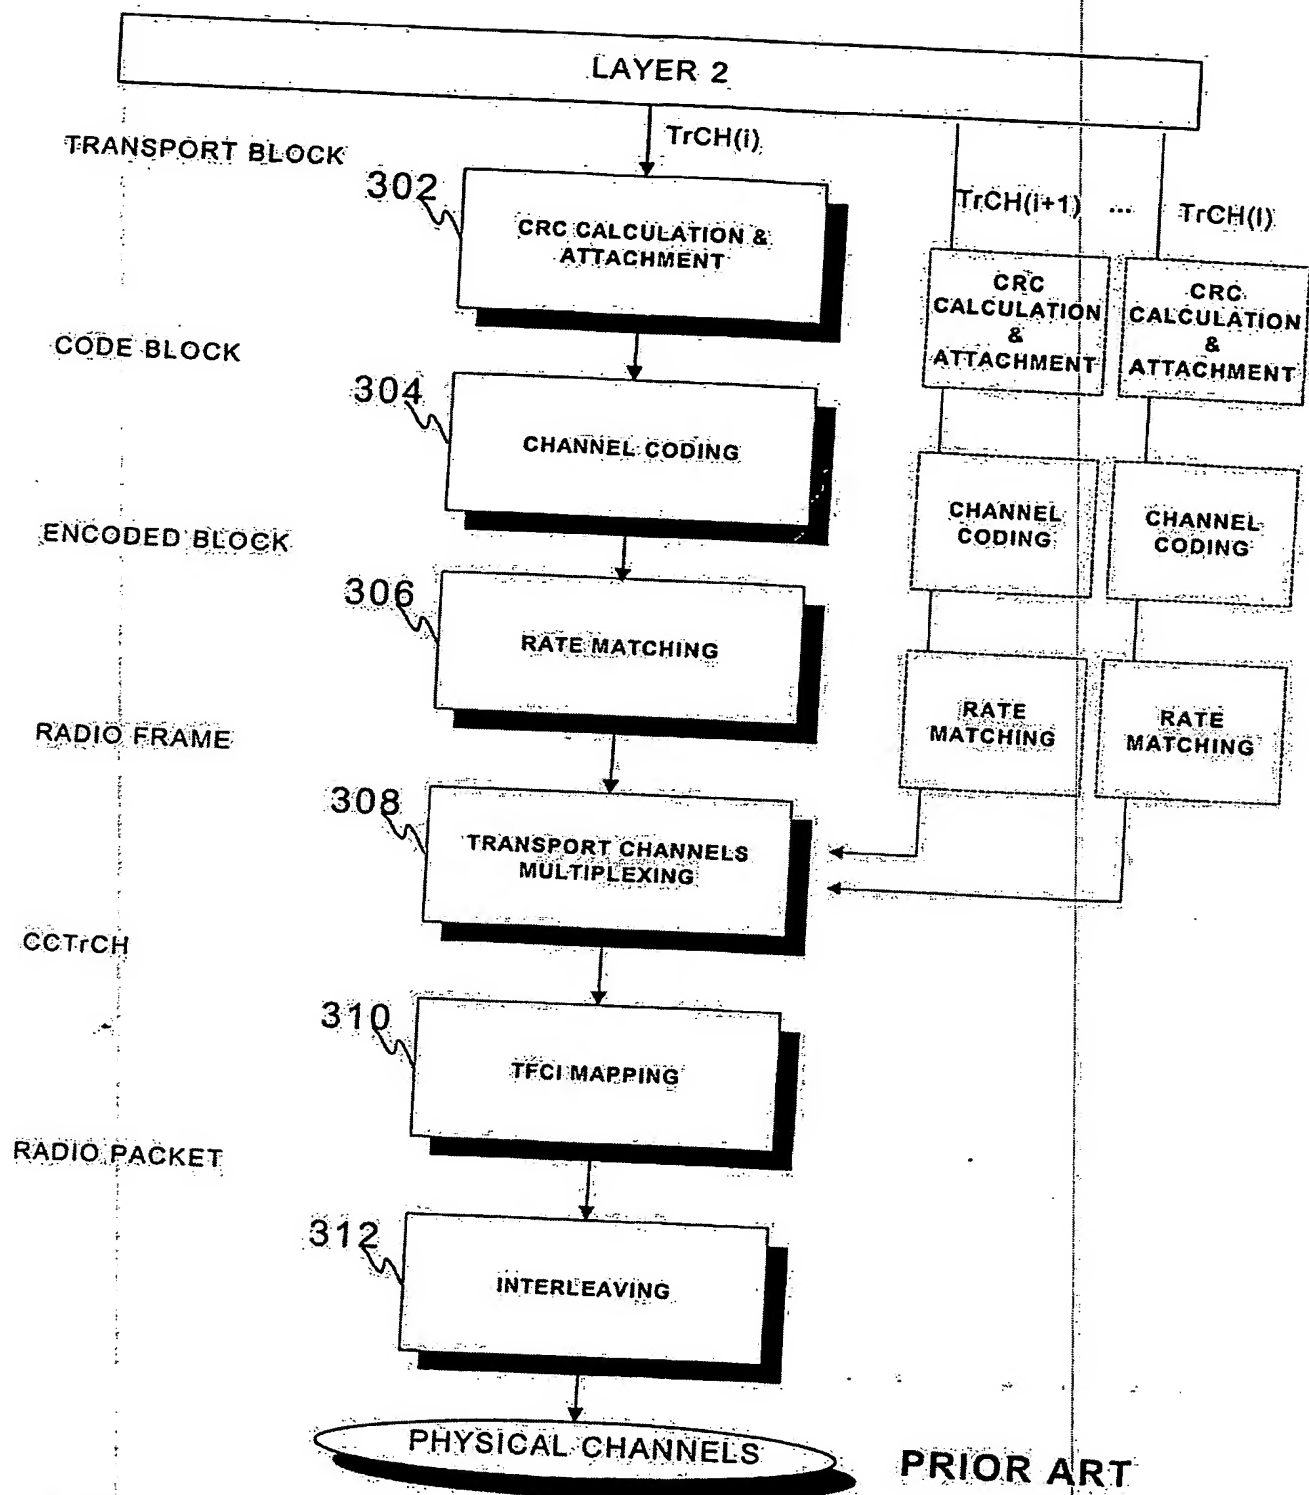 LAYER 2
TrCH(i)
TRANSPORT BLOCK
302
CRC CALCULATION &
ATTACHMENT
TrCH(i+1) ... TrCH(I)
CRC
CALCULATION
&
ATTACHMENT
CRC
CALCULATION
&
ATTACHMENT
CODE BLOCK
304
CHANNEL CODING
CHANNEL
CODING
CHANNEL
CODING
ENCODED BLOCK
306
RATE MATCHING
RATE
MATCHING
RATE
MATCHING
RADIO FRAME
308
TRANSPORT CHANNELS
MULTIPLEXING
CCTrCH
310
TFCI MAPPING
RADIO PACKET
312
INTERLEAVING
PHYSICAL CHANNELS
PRIOR ART